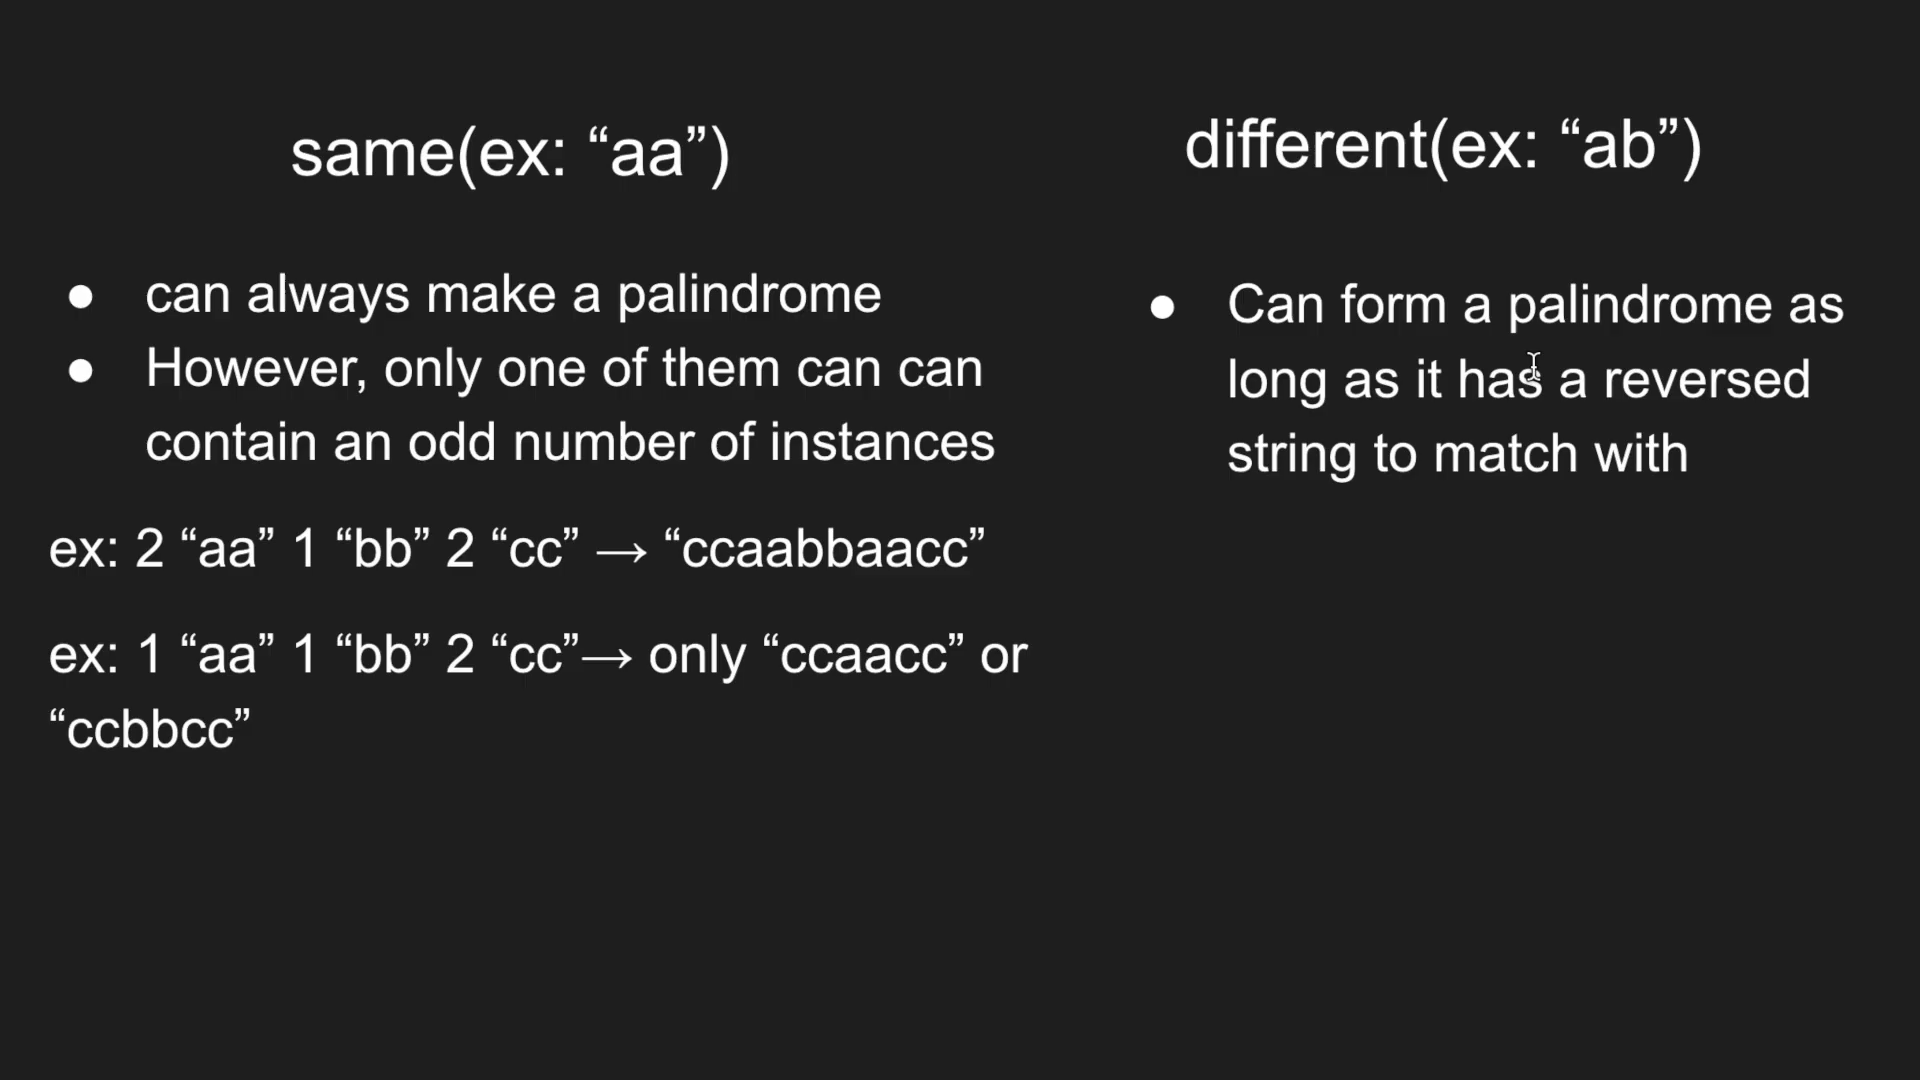 same(ex: “aa”)
can always make a palindrome
However, only one of them can can
contain an odd number of instances
ex: 2 “aa” 1 “bb” 2 “cc” → “ccaabbaacc”
ex: 1 “aa” 1 “bb” 2 “cc”→ only “ccaacc” or
“ccbbcc”
different(ex: “ab”)
Can form a palindrome as
long as it has a reversed
string to match with